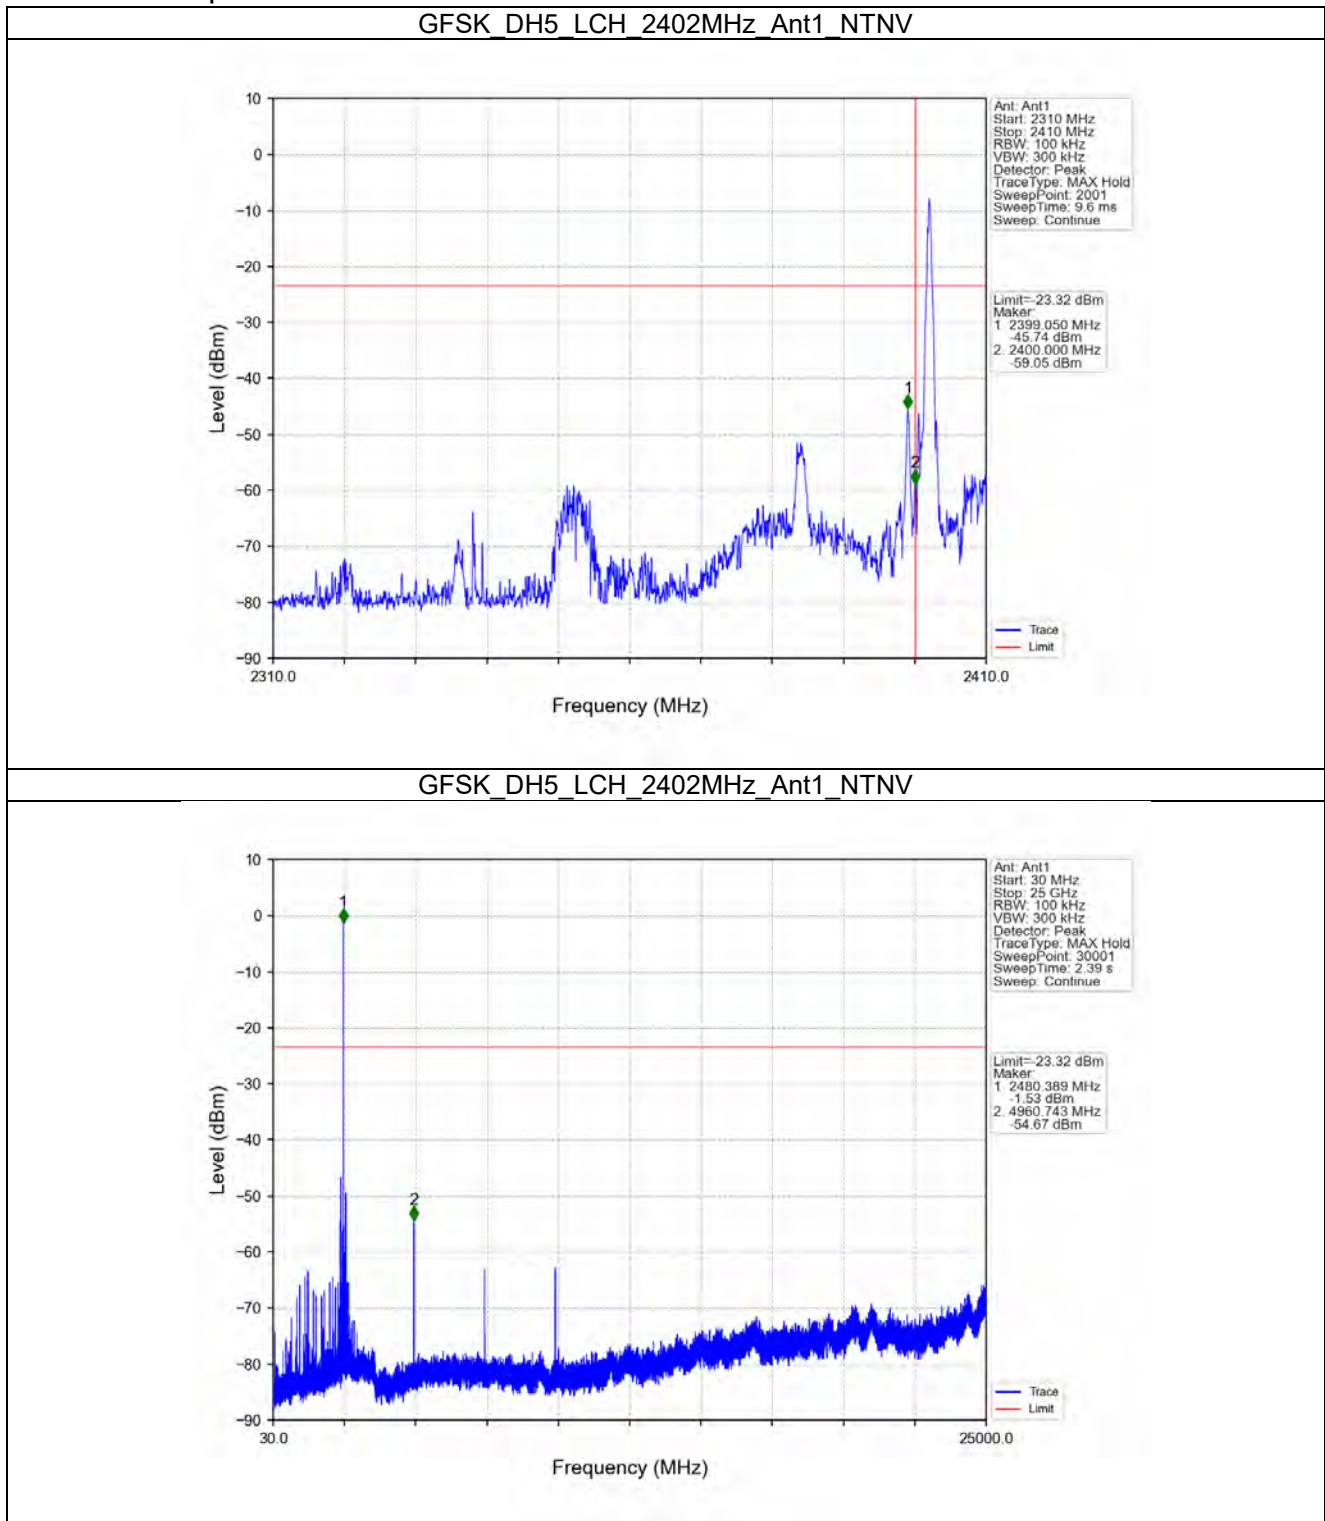 GFSK_DH5_LCH_2402MHz_Ant1_NTNV
10
0
−10
−20
−30
−40
−50
−60
−70
−80
−90
Level (dBm)
2310.0
2410.0
Frequency (MHz)
1
2
Ant: Ant1
Start: 2310 MHz
Stop: 2410 MHz
RBW: 100 kHz
VBW: 300 kHz
Detector: Peak
TraceType: MAX Hold
SweepPoint: 2001
SweepTime: 9.6 ms
Sweep: Continue
Limit=-23.32 dBm
Maker:
1. 2399.050 MHz
-45.74 dBm
2. 2400.000 MHz
-59.05 dBm
Trace
Limit
GFSK_DH5_LCH_2402MHz_Ant1_NTNV
10
0
−10
−20
−30
−40
−50
−60
−70
−80
−90
Level (dBm)
30.0
25000.0
Frequency (MHz)
1
2
Ant: Ant1
Start: 30 MHz
Stop: 25 GHz
RBW: 100 kHz
VBW: 300 kHz
Detector: Peak
TraceType: MAX Hold
SweepPoint: 30001
SweepTime: 2.39 s
Sweep: Continue
Limit=-23.32 dBm
Maker:
1. 2480.389 MHz
-1.53 dBm
2. 4960.743 MHz
-54.67 dBm
Trace
Limit